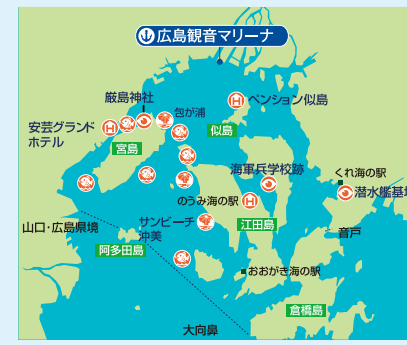 広島観音マリーナ
厳島神社
包が浦
ペンション似島
安芸グランド
ホテル
似島
宮島
海軍兵学校跡
くれ海の駅
のうみ海の駅
潜水艦基
サンビーチ
沖美
江田島
音戸
山口・広島県境
阿多田島
おおがき海の駅
倉橋島
大向鼻